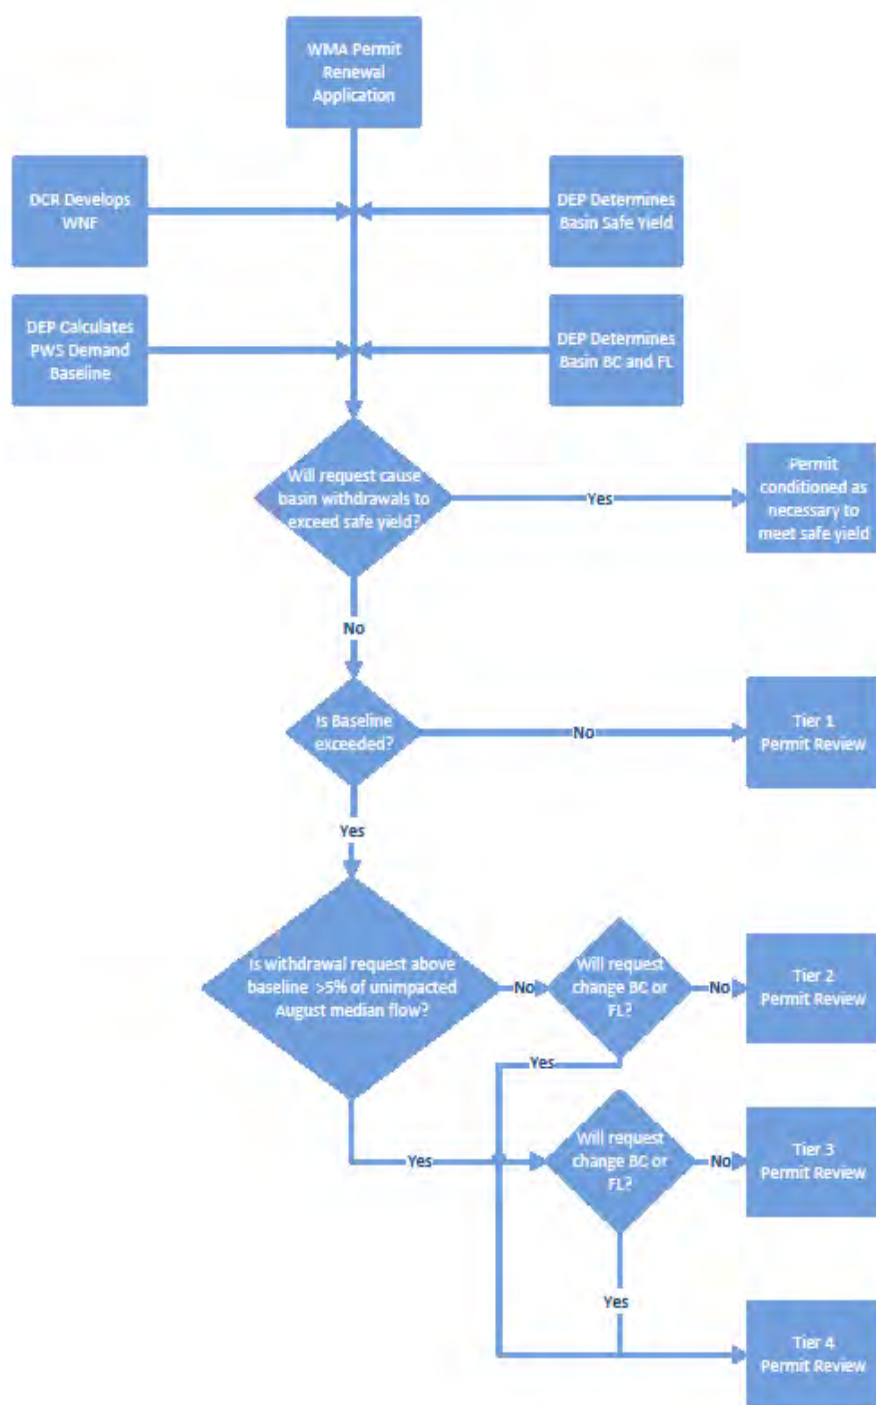 WMA Permit
Renewal
Application
DCR Develops
WNF
DEP Determines
Basin Safe Yield
DEP Calculates
PWS Demand
Baseline
DEP Determines
Basin BC and FL
Will request cause
basin withdrawals to
exceed safe yield?
Yes
Permit
conditioned as
necessary to
meet safe yield
No
Is Baseline
exceeded?
No
Tier 1
Permit Review
Yes
Is withdrawal request above
baseline >5% of unimpacted
August median flow?
No
Will request
change BC or
FL?
No
Tier 2
Permit Review
Yes
Yes
Will request
change BC or
FL?
No
Tier 3
Permit Review
Yes
Tier 4
Permit Review